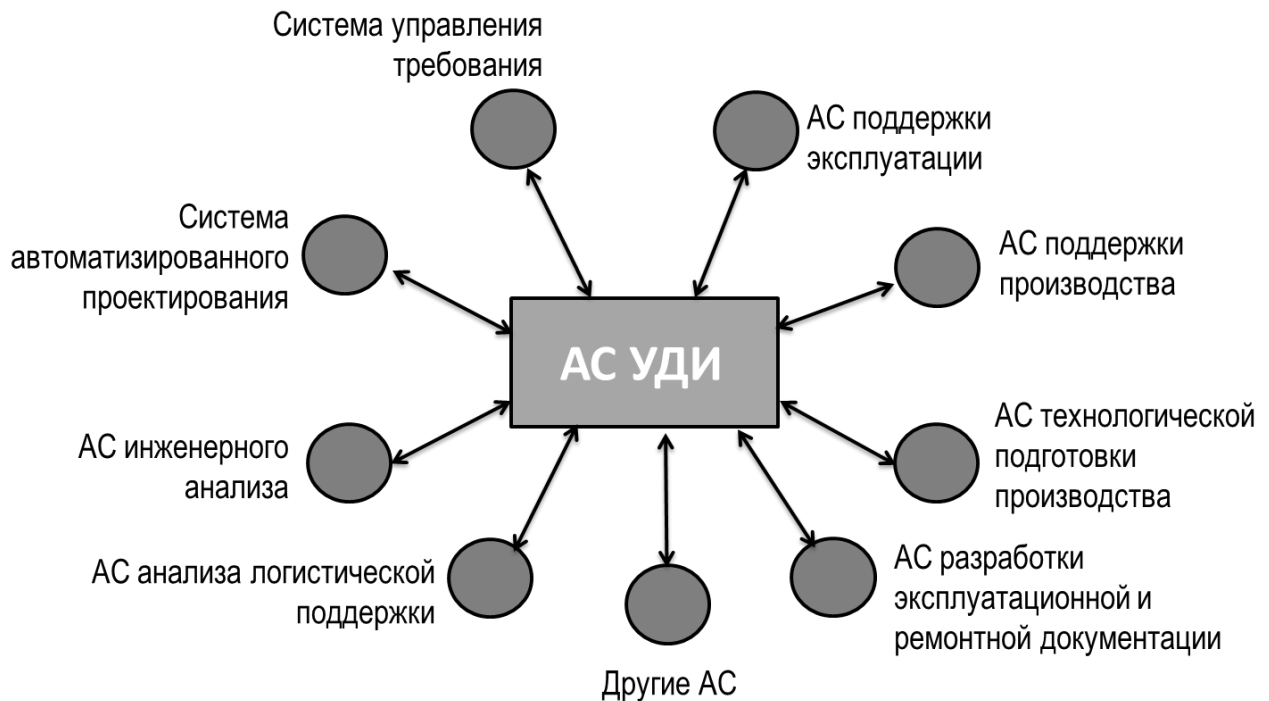 Система управления
требования
АС поддержки
эксплуатации
Система
автоматизированного
проектирования
АС поддержки
производства
АС УДИ
АС инженерного
анализа
АС технологической
подготовки
производства
АС анализа логистической
поддержки
АС разработки
эксплуатационной и
ремонтной документации
Другие АС